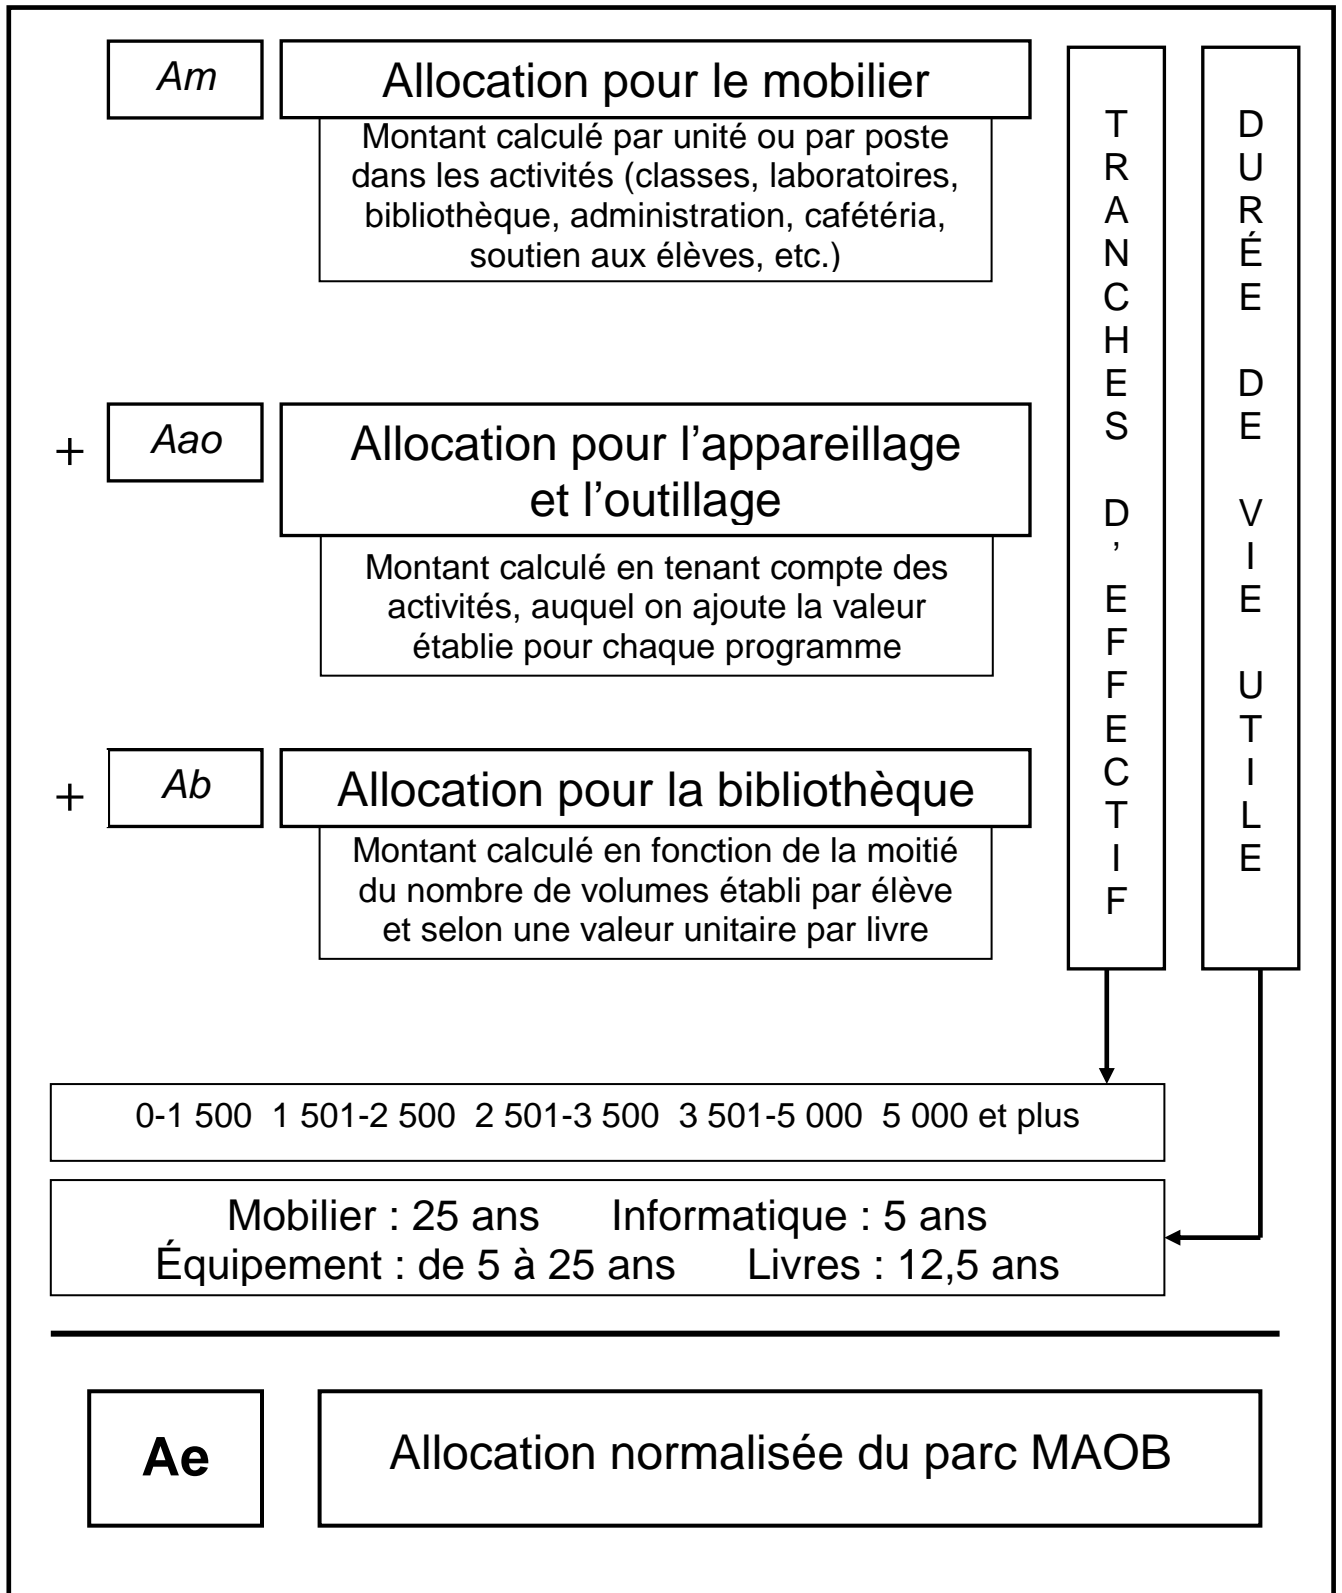 Am
Allocation pour le mobilier
Montant calculé par unité ou par poste
dans les activités (classes, laboratoires,
bibliothèque, administration, cafétéria,
soutien aux élèves, etc.)
+
Aao
Allocation pour l’appareillage
et l’outillage
Montant calculé en tenant compte des
activités, auquel on ajoute la valeur
établie pour chaque programme
+
Ab
Allocation pour la bibliothèque
Montant calculé en fonction de la moitié
du nombre de volumes établi par élève
et selon une valeur unitaire par livre
TRANCHES D’EFFECTIF
DURÉE DE VIE UTILE
0-1 500 1 501-2 500 2 501-3 500 3 501-5 000 5 000 et plus
Mobilier : 25 ans Informatique : 5 ans
Équipement : de 5 à 25 ans Livres : 12,5 ans
Ae
Allocation normalisée du parc MAOB